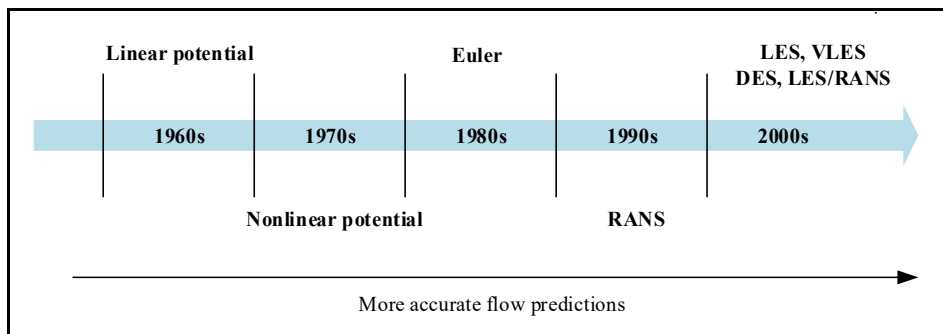 Linear potential
Euler
LES, VLES
DES, LES/RANS
1960s
1970s
1980s
1990s
2000s
Nonlinear potential
RANS
More accurate flow predictions